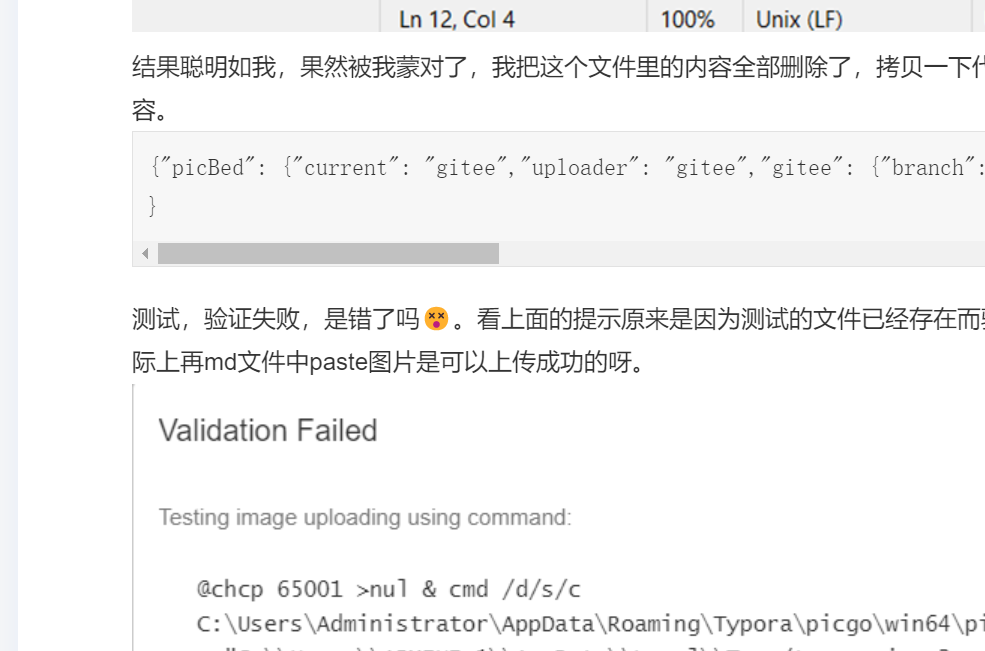 Ln 12, Col 4 100% Unix (LF)
结果聪明如我，果然被我蒙对了，我把这个文件里的内容全部删除了，拷贝一下
容。
{"picBed": {"current": "gitee","uploader": "gitee","gitee": {"branch":
}
测试，验证失败，是错了吗😵。看上面的提示原来是因为测试的文件已经存在而
际上再md文件中paste图片是可以上传成功的呀。
Validation Failed
Testing image uploading using command:
@chcp 65001 >nul & cmd /d/s/c
C:\Users\Administrator\AppData\Roaming\Typora\picgo\win64\